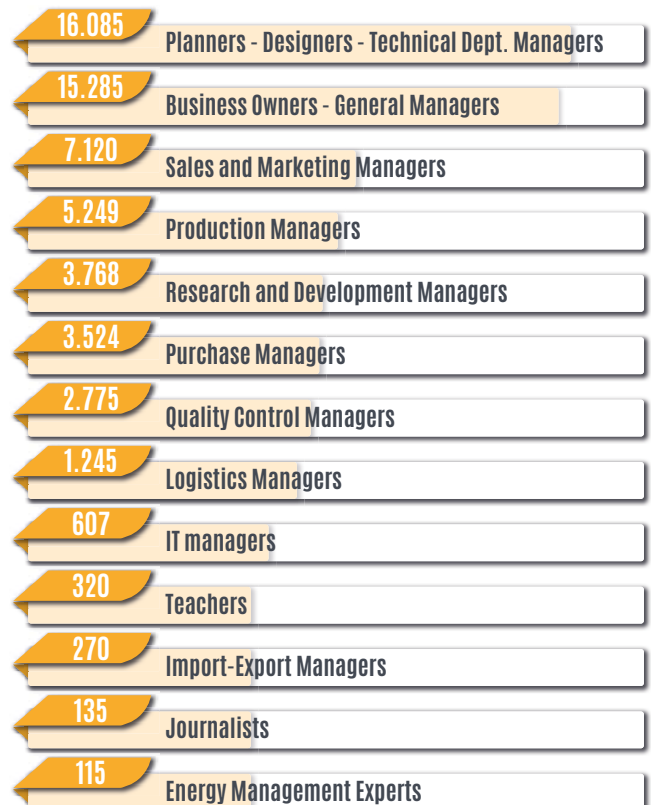 16.085
Planners - Designers - Technical Dept. Managers
15.285
Business Owners - General Managers
7.120
Sales and Marketing Managers
5.249
Production Managers
3.768
Research and Development Managers
3.524
Purchase Managers
2.775
Quality Control Managers
1.245
Logistics Managers
607
IT managers
320
Teachers
270
Import-Export Managers
135
Journalists
115
Energy Management Experts